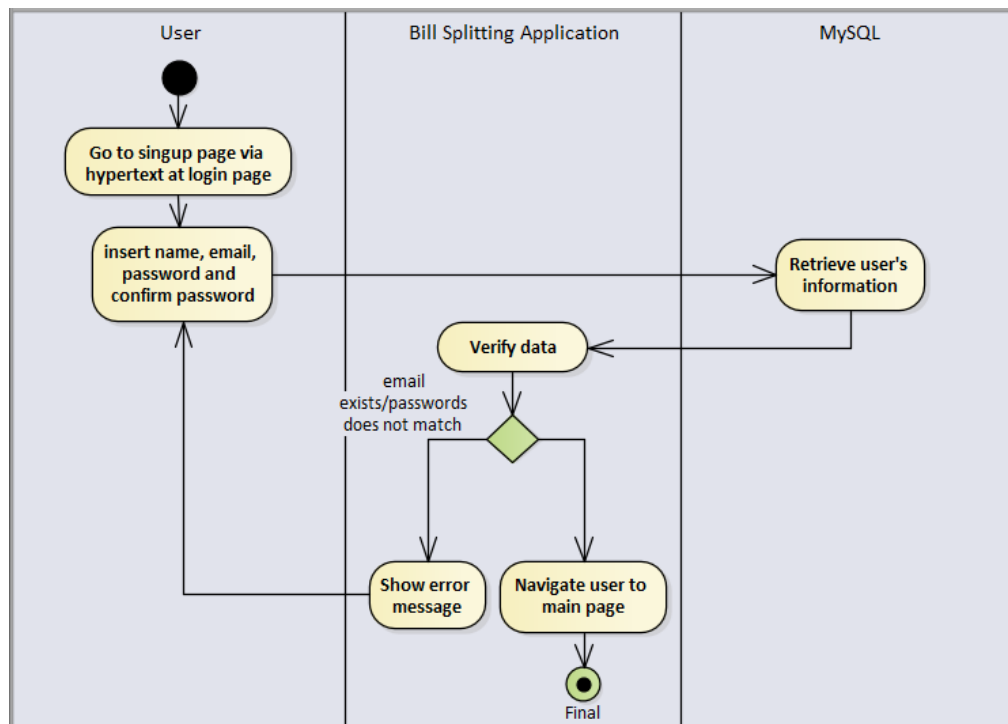 User
Bill Splitting Application
MySQL
Go to singup page via
hypertext at login page
insert name, email,
password and
confirm password
Retrieve user's
information
Verify data
email
exists/passwords
does not match
Show error
message
Navigate user to
main page
Final